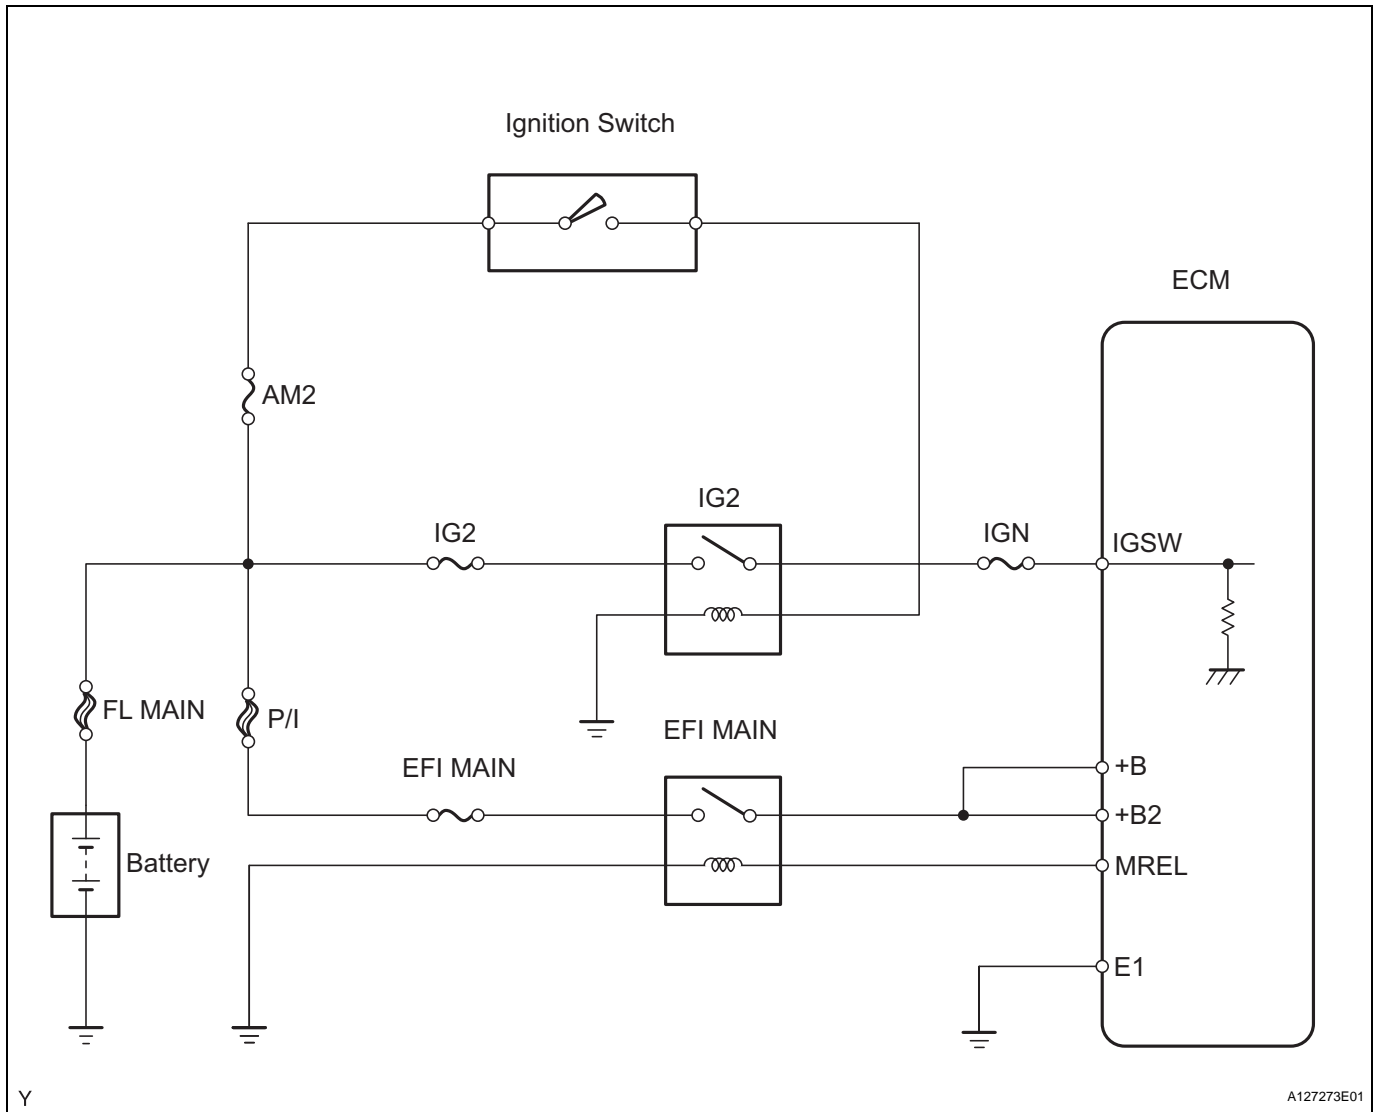 Ignition Switch
ECM
AM2
IG2
IG2
IGN
IGSW
FL MAIN
P/I
EFI MAIN
EFI MAIN
+B
+B2
Battery
MREL
E1
Y
A127273E01